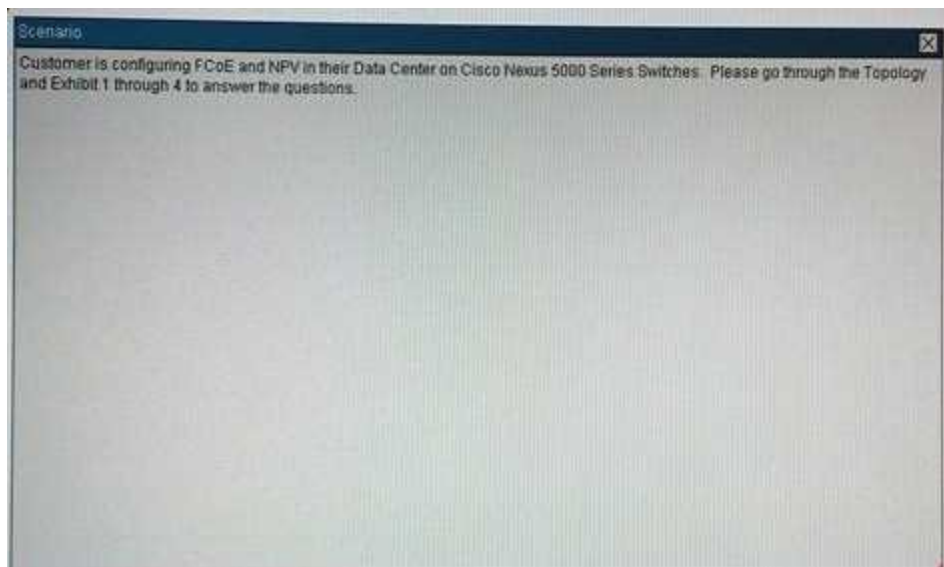 Scenario
Customer is configuring FCoE and NPV in their Data Center on Cisco Nexus 5000 Series Switches. Please go through the Topology
and Exhibit 1 through 4 to answer the questions.